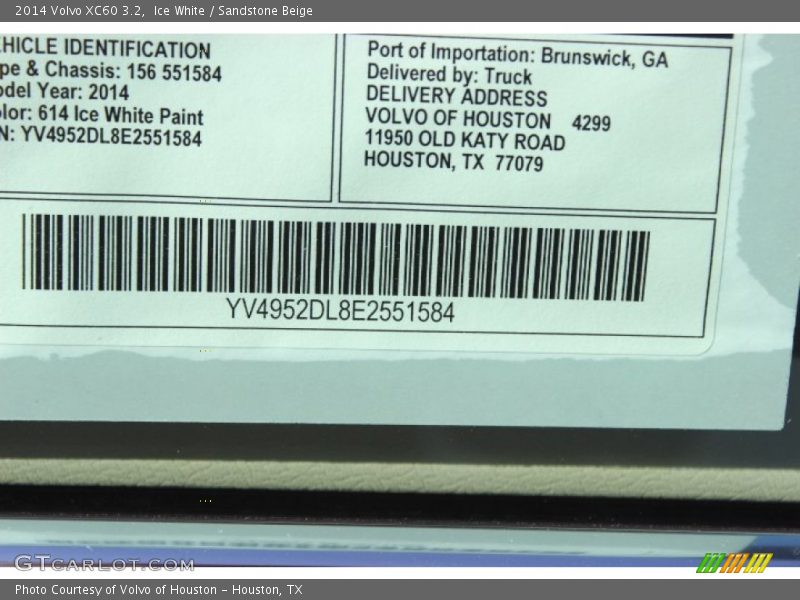 2014 Volvo XC60 3.2, Ice White / Sandstone Beige
EHICLE IDENTIFICATION
pe & Chassis: 156 551584
odel Year: 2014
olor: 614 Ice White Paint
N: YV4952DL8E2551584
Port of Importation: Brunswick, GA
Delivered by: Truck
DELIVERY ADDRESS
VOLVO OF HOUSTON 4299
11950 OLD KATY ROAD
HOUSTON, TX 77079
YV4952DL8E2551584
GTCARLOT.COM
Photo Courtesy of Volvo of Houston - Houston, TX